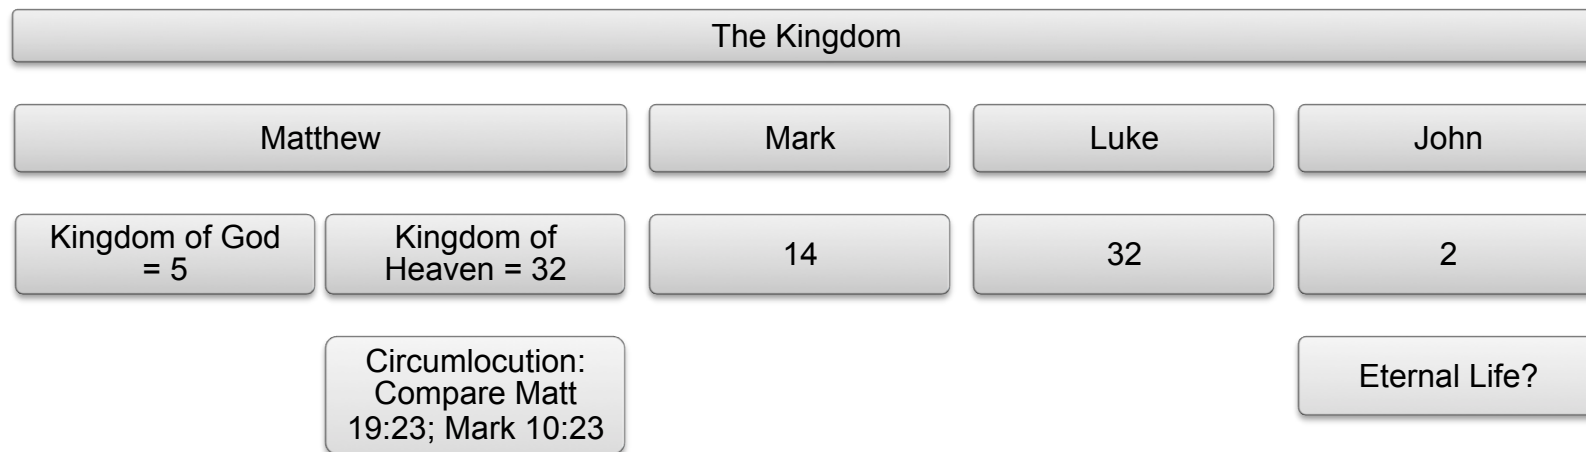 The Kingdom
Matthew
Mark
Luke
John
Kingdom of God
= 5
Kingdom of
Heaven = 32
14
32
2
Circumlocution:
Compare Matt
19:23; Mark 10:23
Eternal Life?